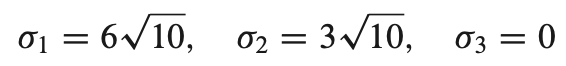 σ₁ = 6√10, σ₂ = 3√10, σ₃ = 0